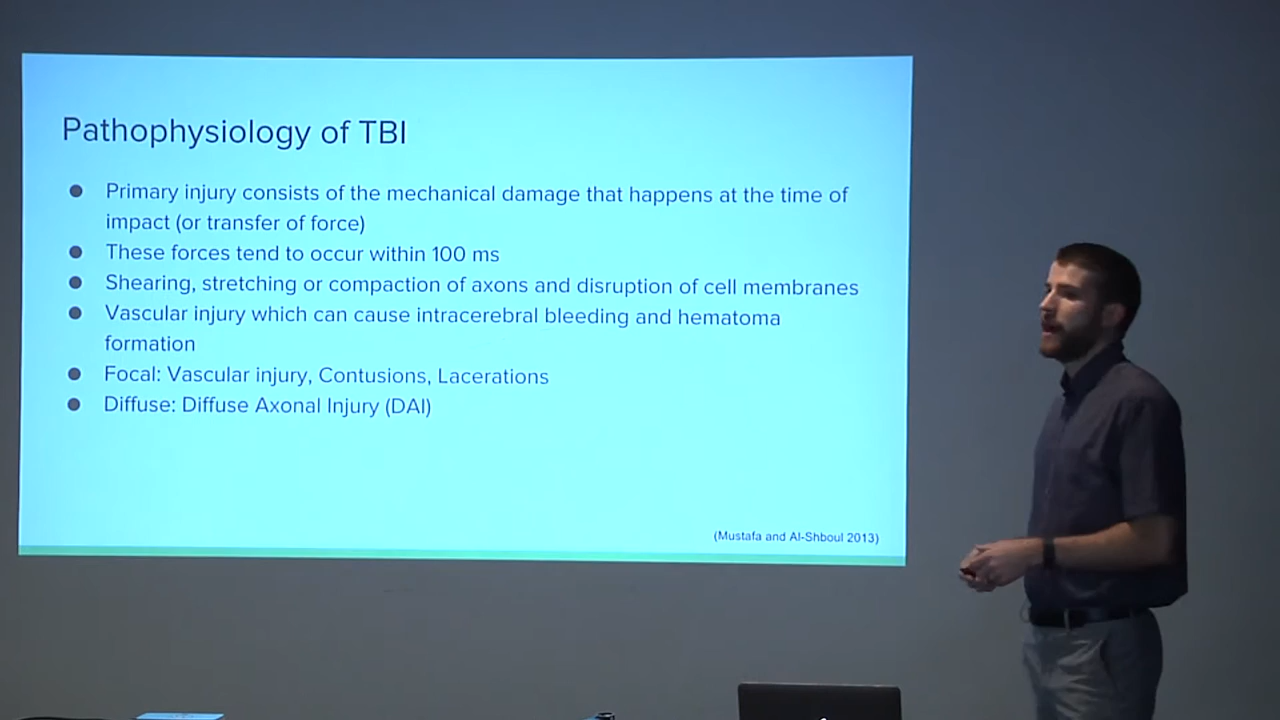 Pathophysiology of TBI
● Primary injury consists of the mechanical damage that happens at the time of
impact (or transfer of force)
● These forces tend to occur within 100 ms
● Shearing, stretching or compaction of axons and disruption of cell membranes
● Vascular injury which can cause intracerebral bleeding and hematoma
formation
● Focal: Vascular injury, Contusions, Lacerations
● Diffuse: Diffuse Axonal Injury (DAI)
(Mustafa and Al-Shboul 2013)